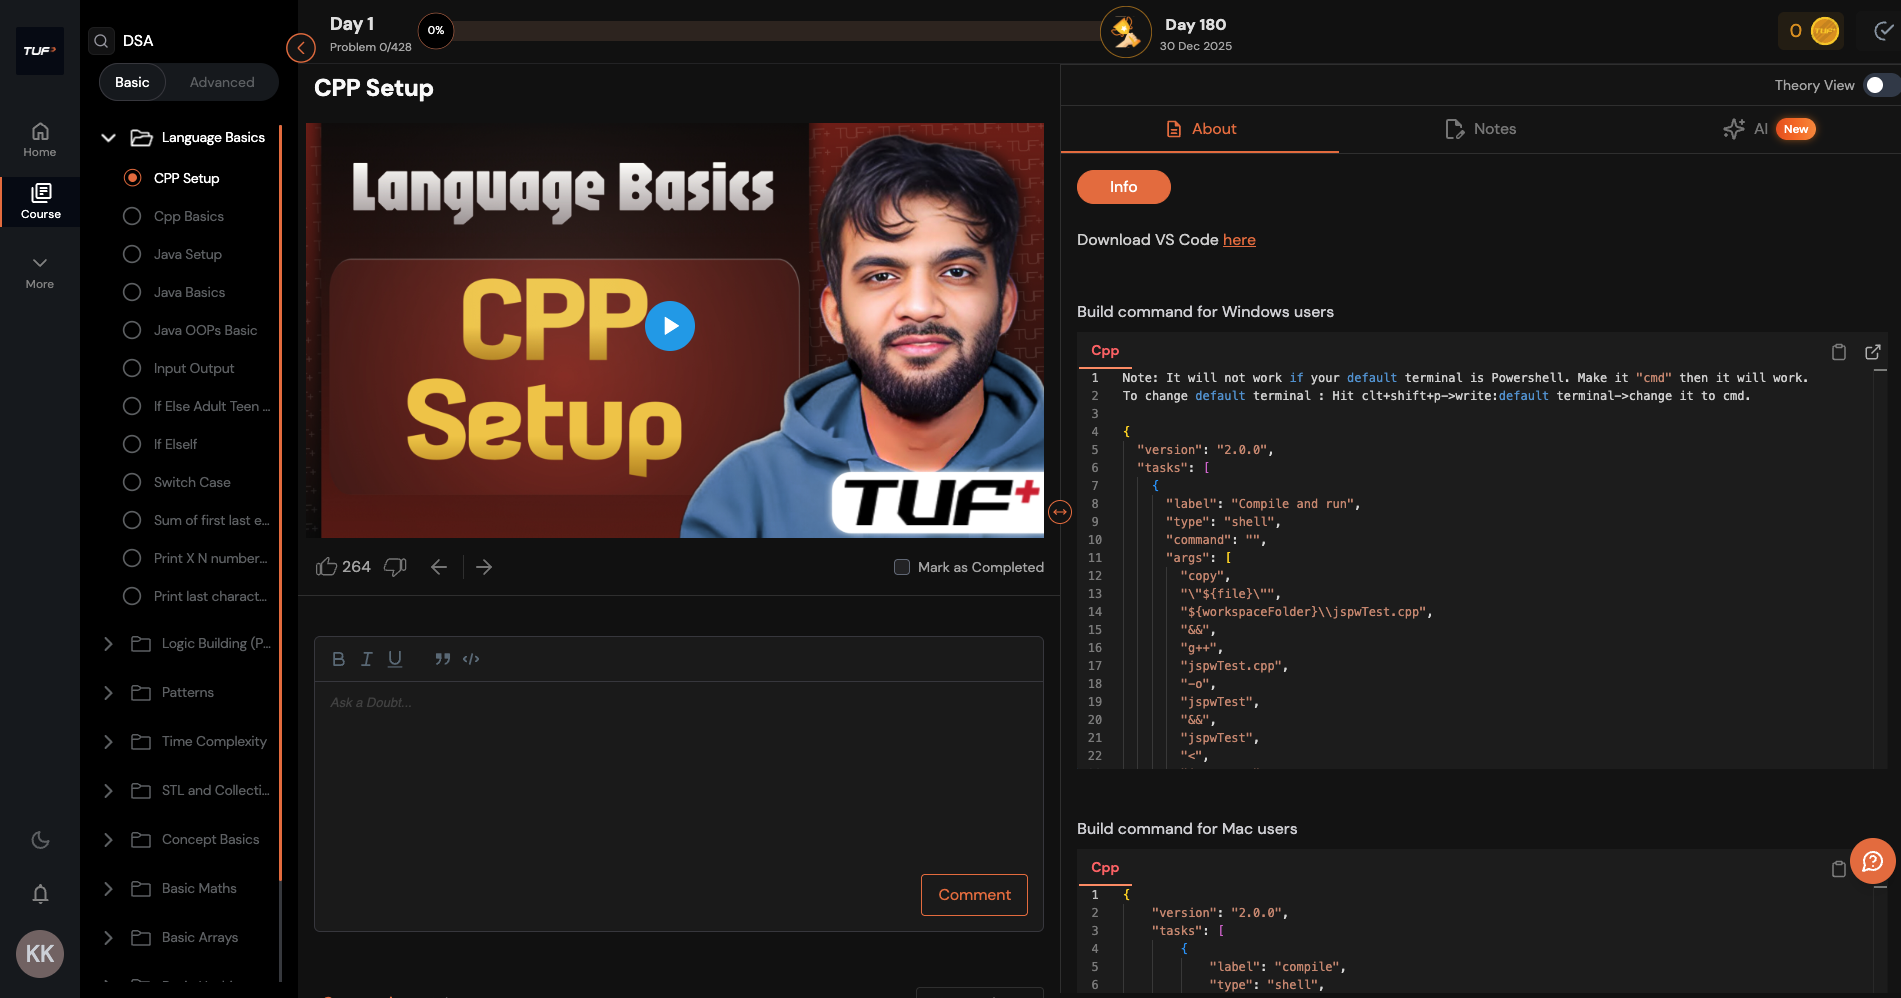 TUF+
Home
Course
More
KK
DSA
Basic
Advanced
Language Basics
CPP Setup
Cpp Basics
Java Setup
Java Basics
Java OOPs Basic
Input Output
If Else Adult Teen ...
If ElseIf
Switch Case
Sum of first last e...
Print X N number...
Print last charact...
Logic Building (P...
Patterns
Time Complexity
STL and Collecti...
Concept Basics
Basic Maths
Basic Arrays
Day 1
Problem 0/428
0%
Day 180
30 Dec 2025
0
CPP Setup
Language Basics
CPP
Setup
TUF+
264
Mark as Completed
B I U
Ask a Doubt...
Comment
Theory View
About
Notes
AI New
Info
Download VS Code here
Build command for Windows users
Cpp
1 Note: It will not work if your default terminal is Powershell. Make it "cmd" then it will work.
2 To change default terminal : Hit clt+shift+p->write:default terminal->change it to cmd.
3
4 {
5 "version": "2.0.0",
6 "tasks": [
7 {
8 "label": "Compile and run",
9 "type": "shell",
10 "command": "",
11 "args": [
12 "copy",
13 "\"${file}\"",
14 "${workspaceFolder}\\jspwTest.cpp",
15 "&&",
16 "g++",
17 "jspwTest.cpp",
18 "-o",
19 "jspwTest",
20 "&&",
21 "jspwTest",
22 "<",
Build command for Mac users
Cpp
1 {
2 "version": "2.0.0",
3 "tasks": [
4 {
5 "label": "compile",
6 "type": "shell",